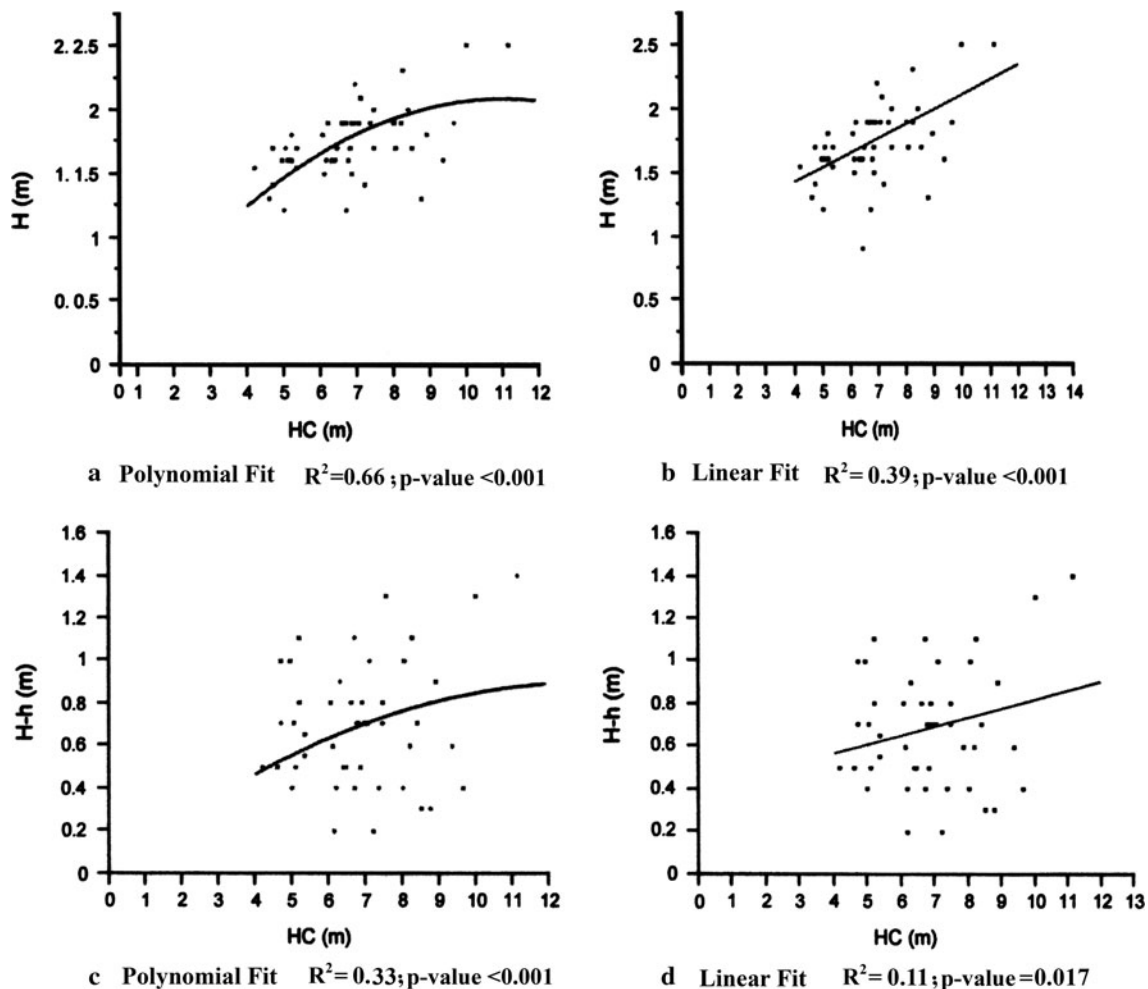 2. 2.5
2
1. 1.5
1
0. 0.5
0
H (m)
0 1 2 3 4 5 6 7 8 9 10 11 12
HC (m)
a Polynomial Fit R²=0.66 ; p-value <0.001
2.5
2
1.5
1
0.5
0
H (m)
0 1 2 3 4 5 6 7 8 9 10 11 12 13 14
HC (m)
b Linear Fit R²= 0.39; p-value <0.001
1.6
1.4
1.2
1
0.8
0.6
0.4
0.2
0
H-h (m)
0 1 2 3 4 5 6 7 8 9 10 11 12
HC (m)
c Polynomial Fit R²= 0.33; p-value <0.001
1.6
1.4
1.2
1
0.8
0.6
0.4
0.2
0
H-h (m)
0 1 2 3 4 5 6 7 8 9 10 11 12 13
HC (m)
d Linear Fit R²= 0.11; p-value =0.017